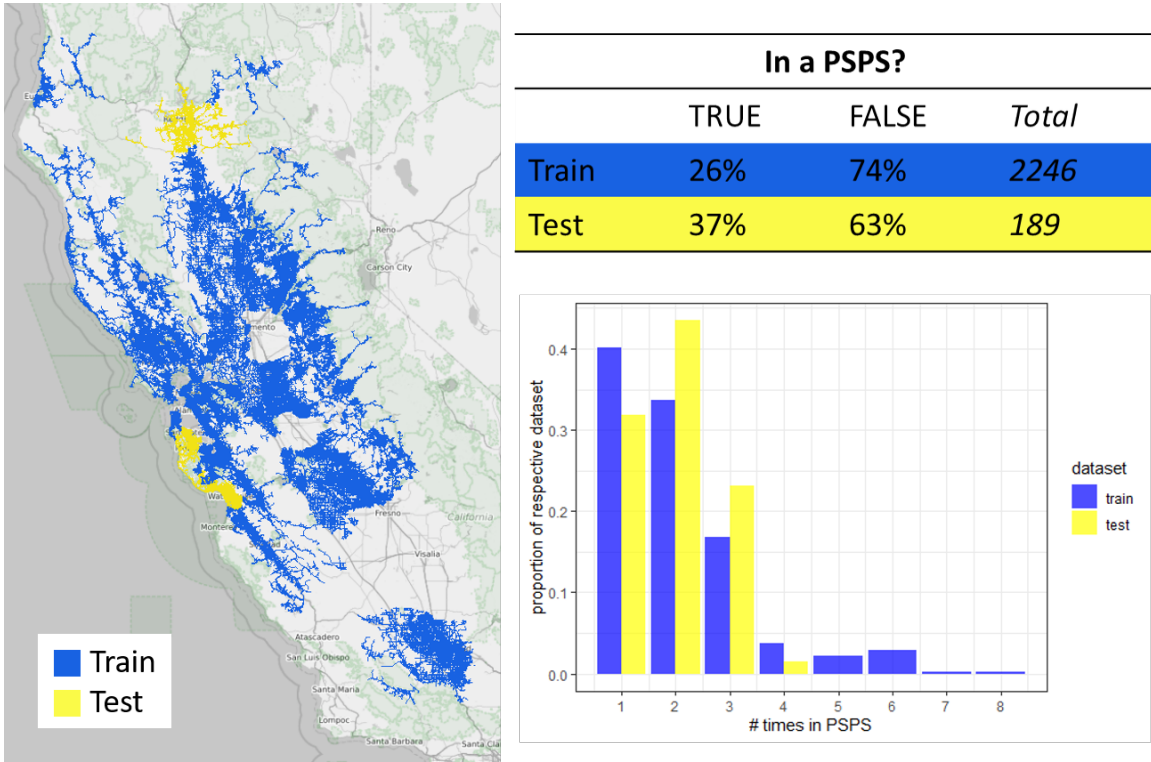 Reno
Carson City
Fresno
California
Visalia
Atascadero
San Luis Obispo
Santa Maria
Lompoc
Santa Barbara
Train
Test
In a PSPS?
TRUE FALSE Total
Train 26% 74% 2246
Test 37% 63% 189
proportion of respective dataset
0.4
0.3
0.2
0.1
0.0
1 2 3 4 5 6 7 8
# times in PSPS
dataset
train
test